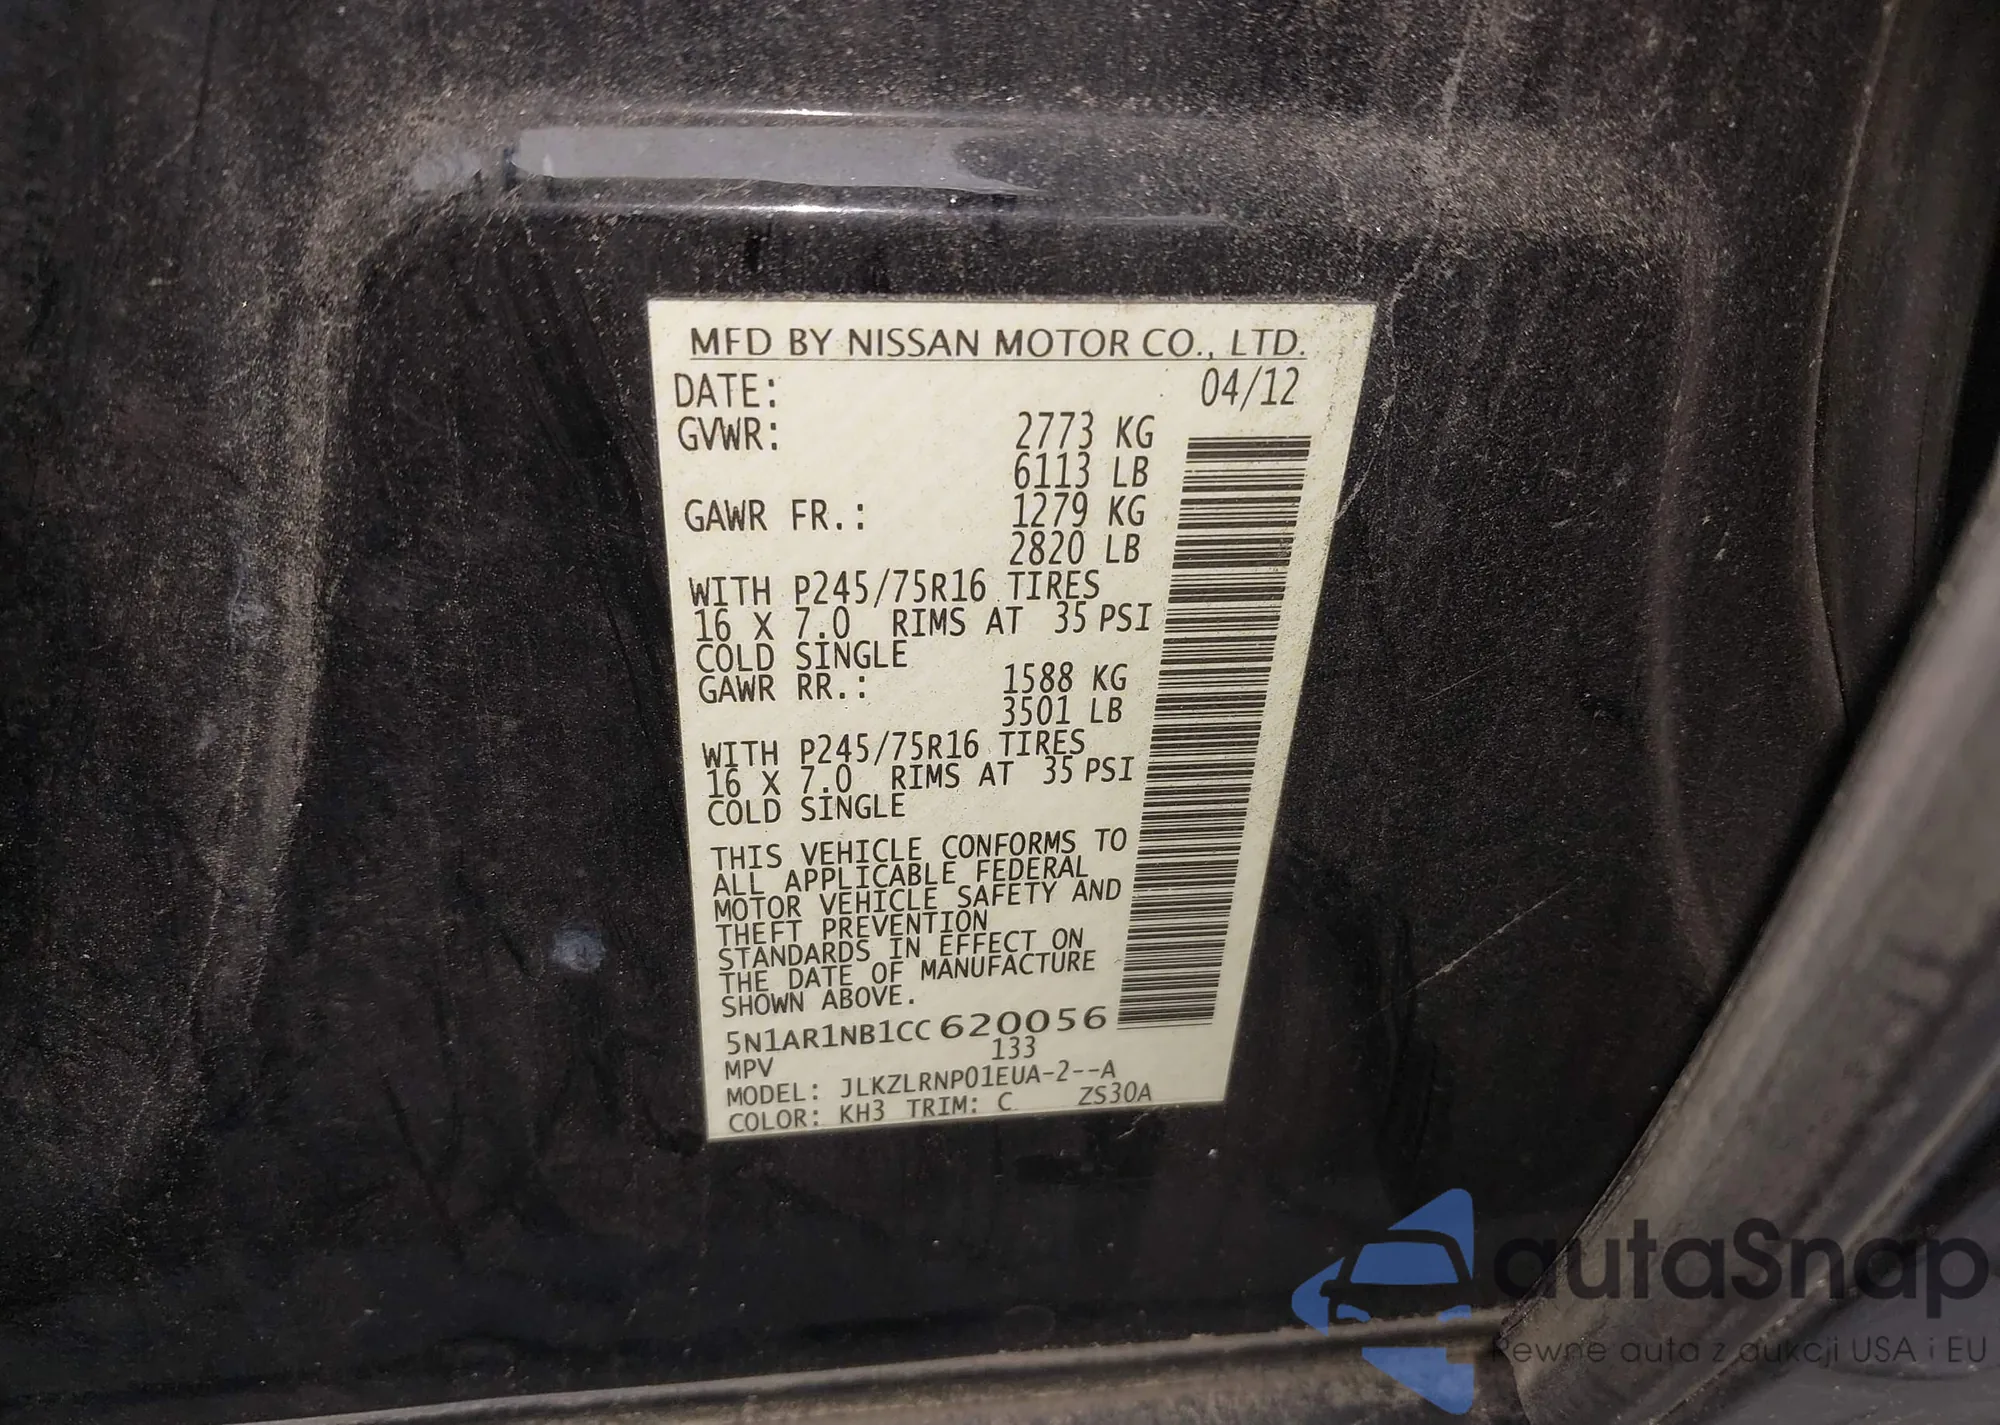 MFD BY NISSAN MOTOR CO., LTD.
DATE: 04/12
GVWR: 2773 KG
6113 LB
GAWR FR.: 1279 KG
2820 LB
WITH P245/75R16 TIRES
16 X 7.0 RIMS AT 35 PSI
COLD SINGLE
GAWR RR.: 1588 KG
3501 LB
WITH P245/75R16 TIRES
16 X 7.0 RIMS AT 35 PSI
COLD SINGLE
THIS VEHICLE CONFORMS TO
ALL APPLICABLE FEDERAL
MOTOR VEHICLE SAFETY AND
THEFT PREVENTION
STANDARDS IN EFFECT ON
THE DATE OF MANUFACTURE
SHOWN ABOVE.
5N1AR1NB1CC620056
MPV 133
MODEL: JLKZLRNP01EUA-2--A
COLOR: KH3 TRIM: C ZS30A
autaSnap
Pewne auta z aukcji USA i EU